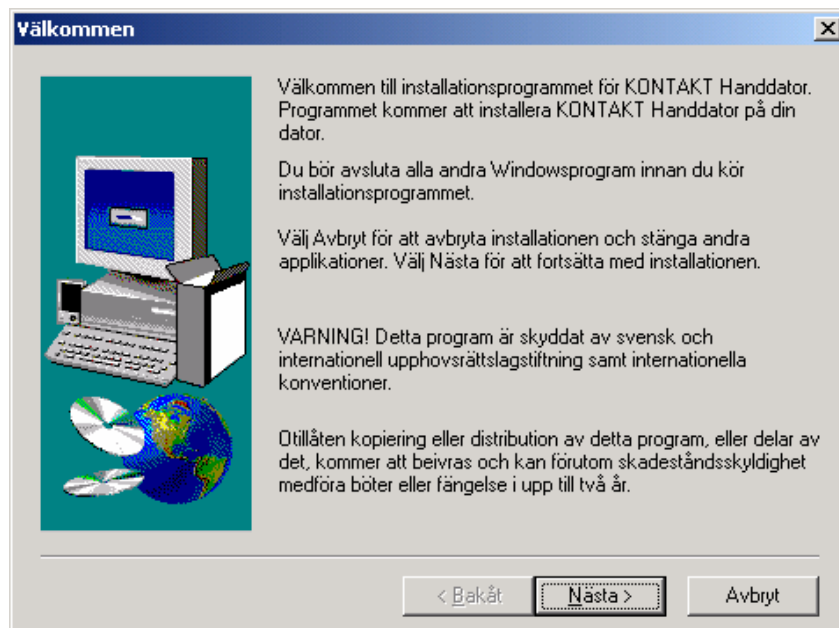 Välkommen
Välkommen till installationsprogrammet för KONTAKT Handdator.
Programmet kommer att installera KONTAKT Handdator på din
dator.
Du bör avsluta alla andra Windowsprogram innan du kör
installationsprogrammet.
Välj Avbryt för att avbryta installationen och stänga andra
applikationer. Välj Nästa för att fortsätta med installationen.
VARNING! Detta program är skyddat av svensk och
internationell upphovsrättslagstiftning samt internationella
konventioner.
Otillåten kopiering eller distribution av detta program, eller delar av
det, kommer att beivras och kan förutom skadeståndsskyldighet
medföra böter eller fängelse i upp till två år.
< Bakåt
Nästa >
Avbryt